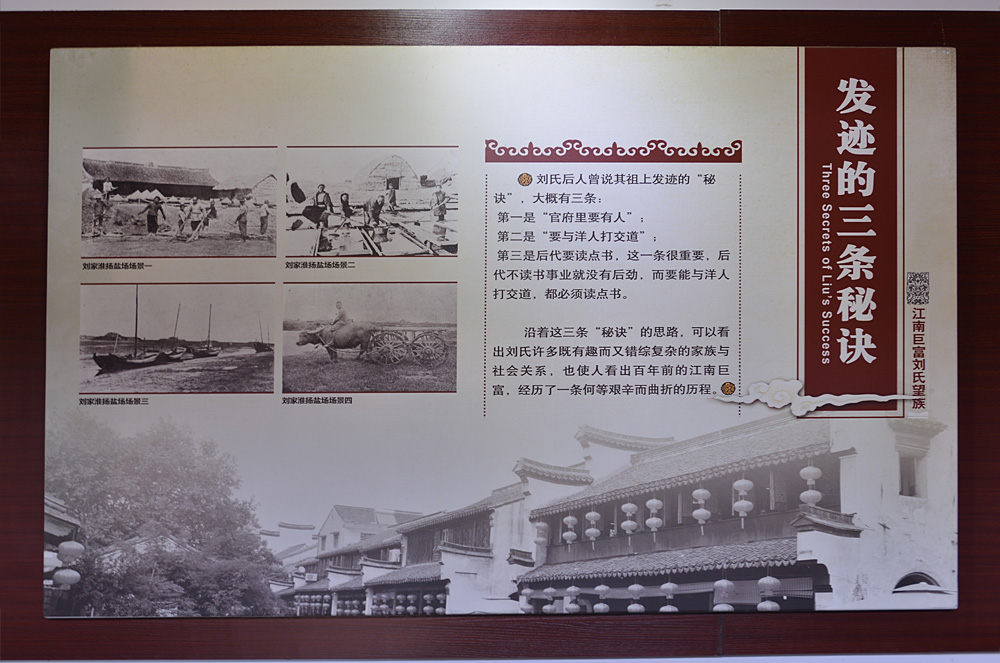 发迹的三条秘诀
Three Secrets of Liu's Success
江南巨富刘氏望族
刘家淮扬盐场场景一
刘家淮扬盐场场景二
刘家淮扬盐场场景三
刘家淮扬盐场场景四
刘氏后人曾说其祖上发迹的“秘
诀”，大概有三条：
第一是“官府里要有人”；
第二是“要与洋人打交道”；
第三是后代要读点书，这一条很重要，后
代不读书事业就没有后劲，而要能与洋人
打交道，都必须读点书。
沿着这三条“秘诀”的思路，可以看
出刘氏许多既有趣而又错综复杂的家族与
社会关系，也使人看出百年前的江南巨
富，经历了一条何等艰辛而曲折的历程。